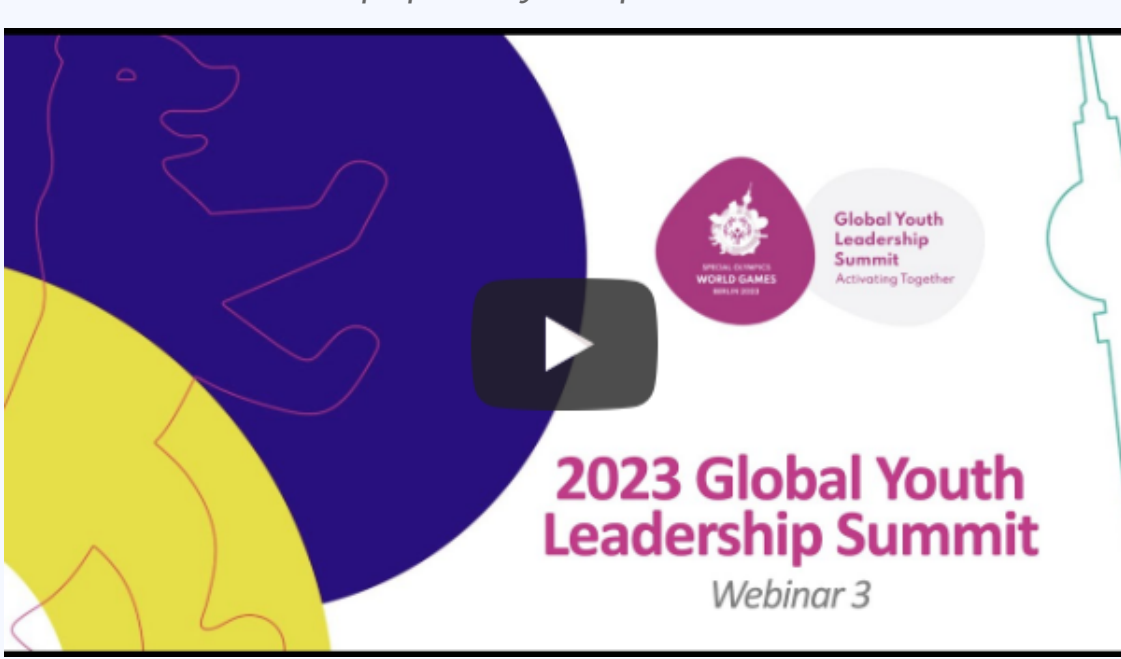 SPECIAL OLYMPICS
WORLD GAMES
BERLIN 2023
Global Youth
Leadership
Summit
Activating Together
2023 Global Youth
Leadership Summit
Webinar 3